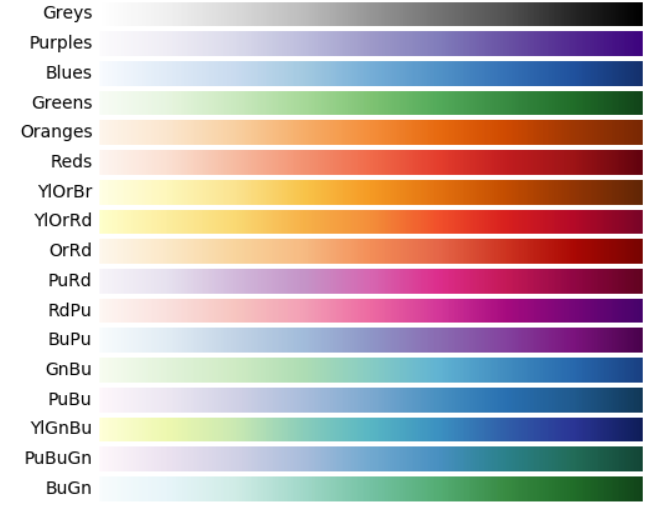 Greys
Purples
Blues
Greens
Oranges
Reds
YlOrBr
YlOrRd
OrRd
PuRd
RdPu
BuPu
GnBu
PuBu
YlGnBu
PuBuGn
BuGn